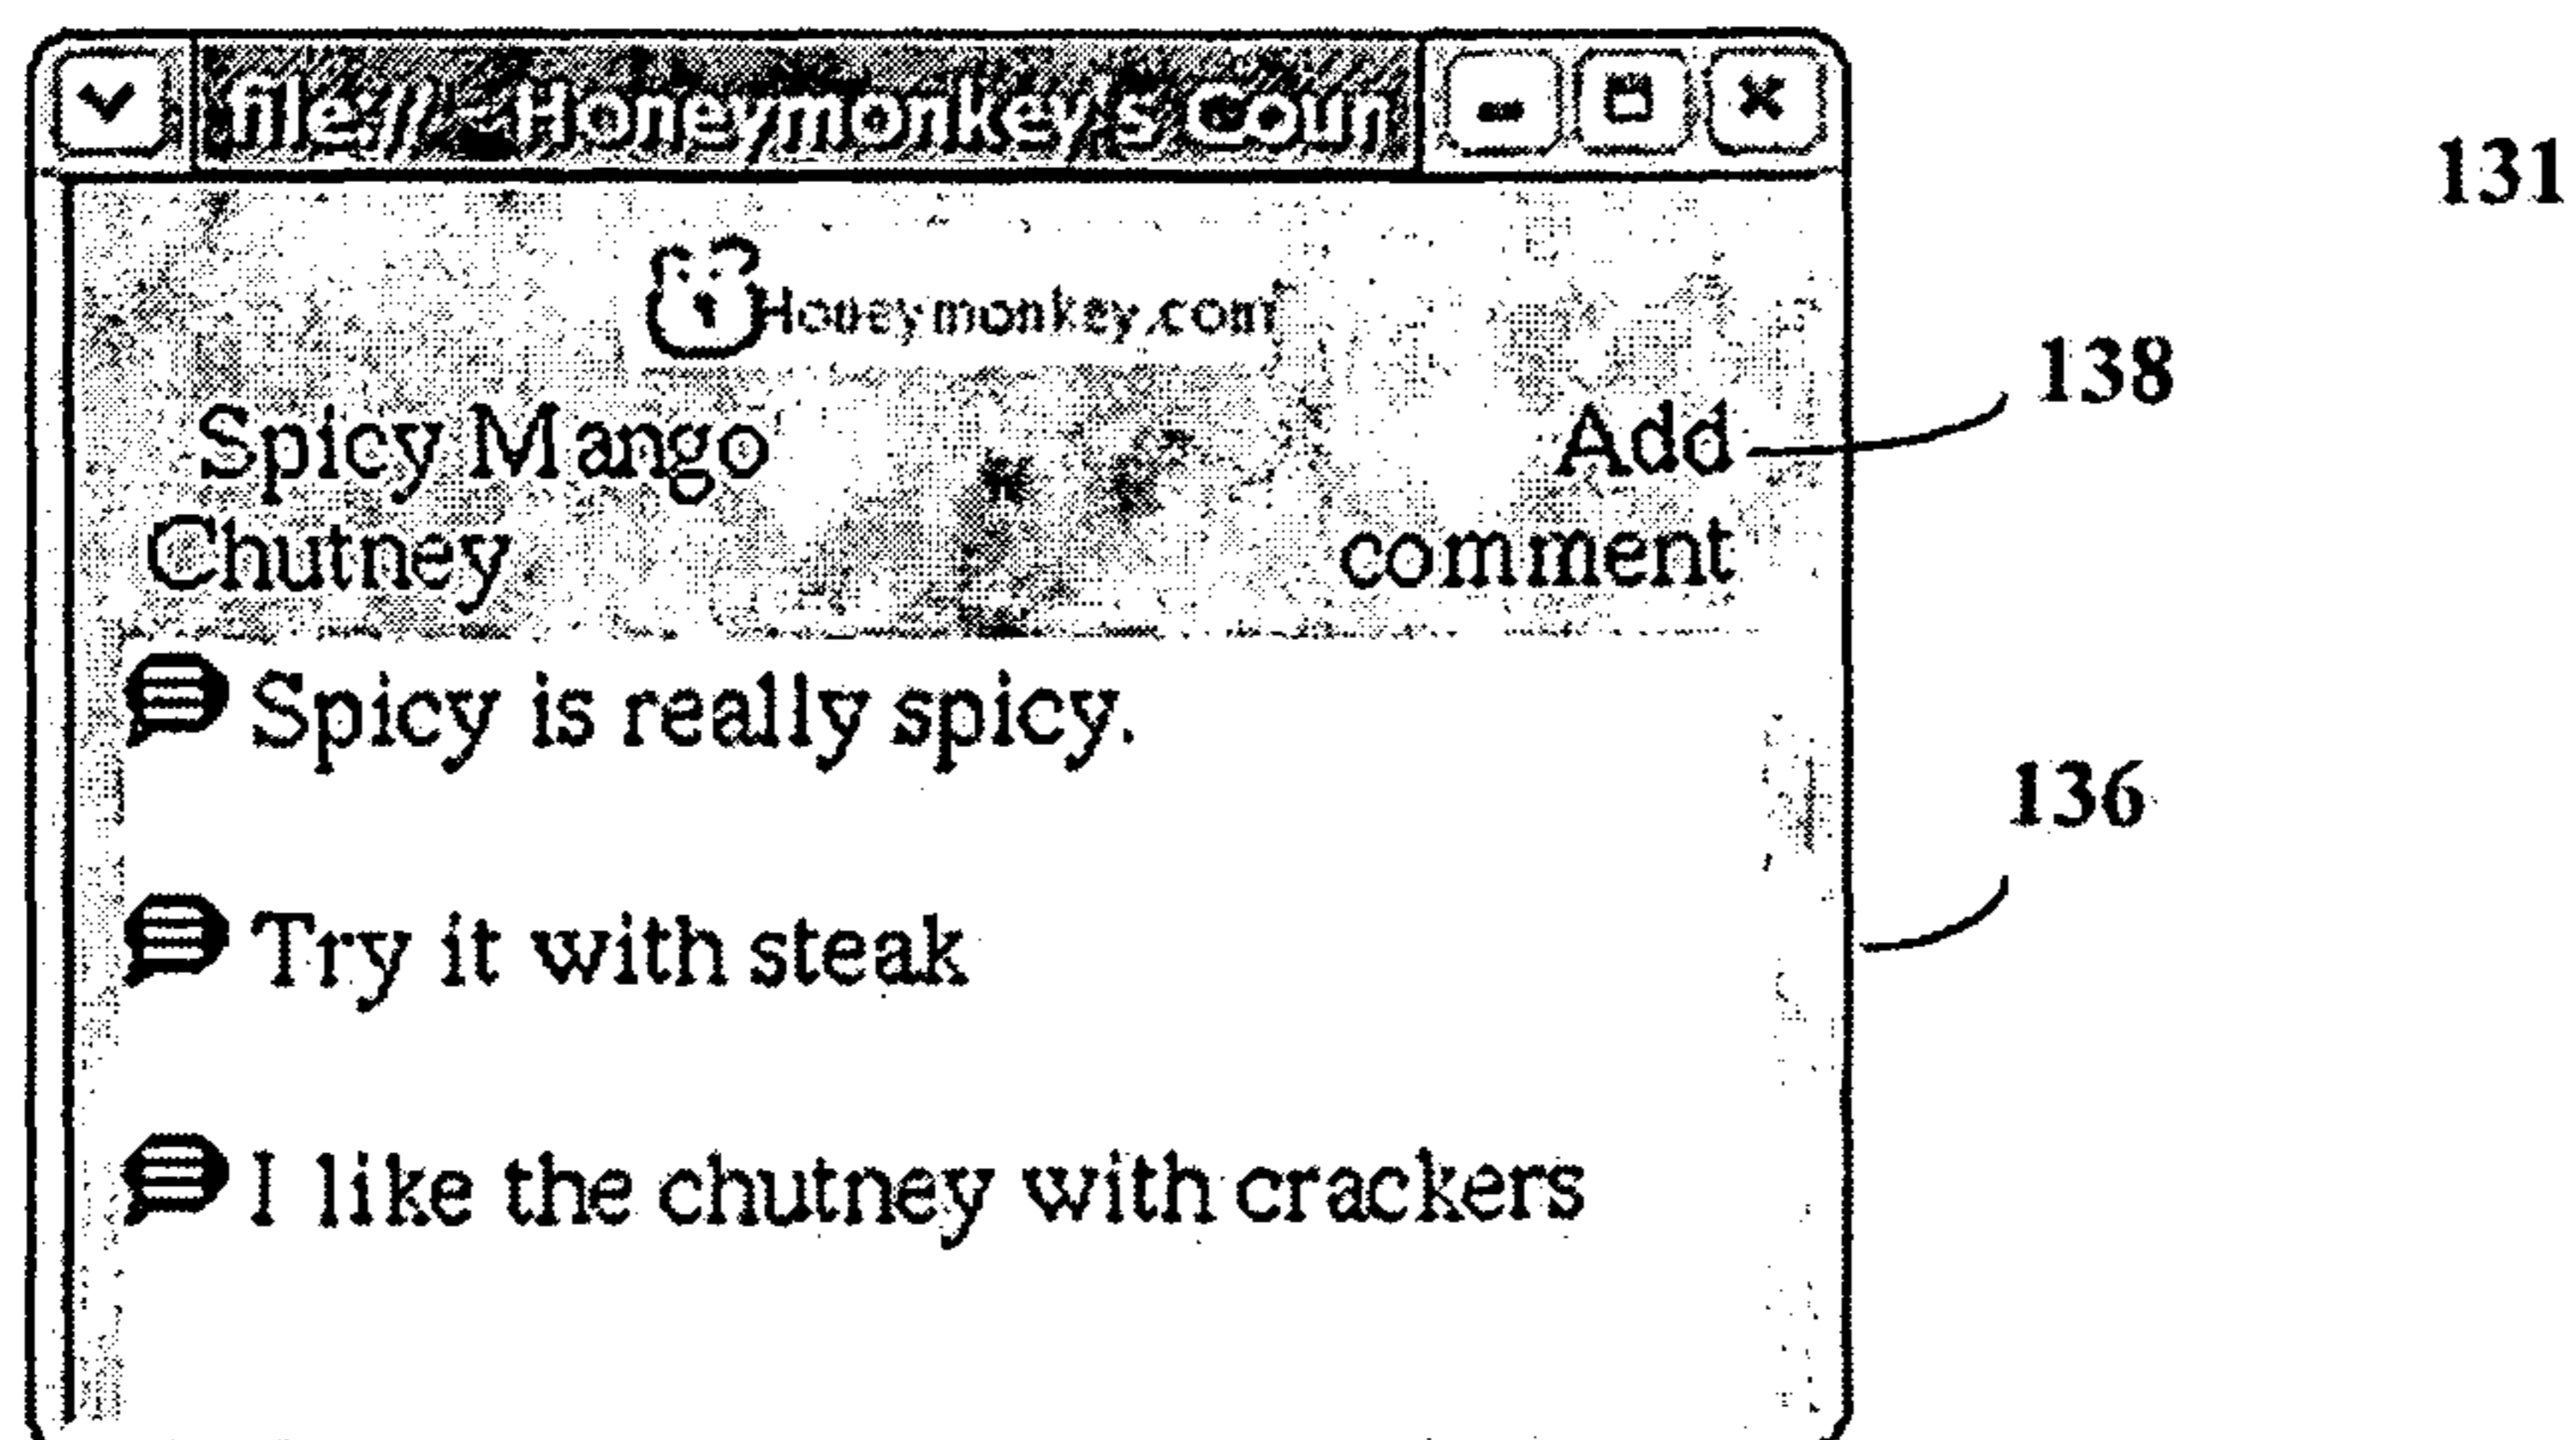 file:// - Honeymonkey's Coun
131
Honeymonkey.com
138
Spicy Mango
Chutney
Add
comment
Spicy is really spicy.
136
Try it with steak
I like the chutney with crackers